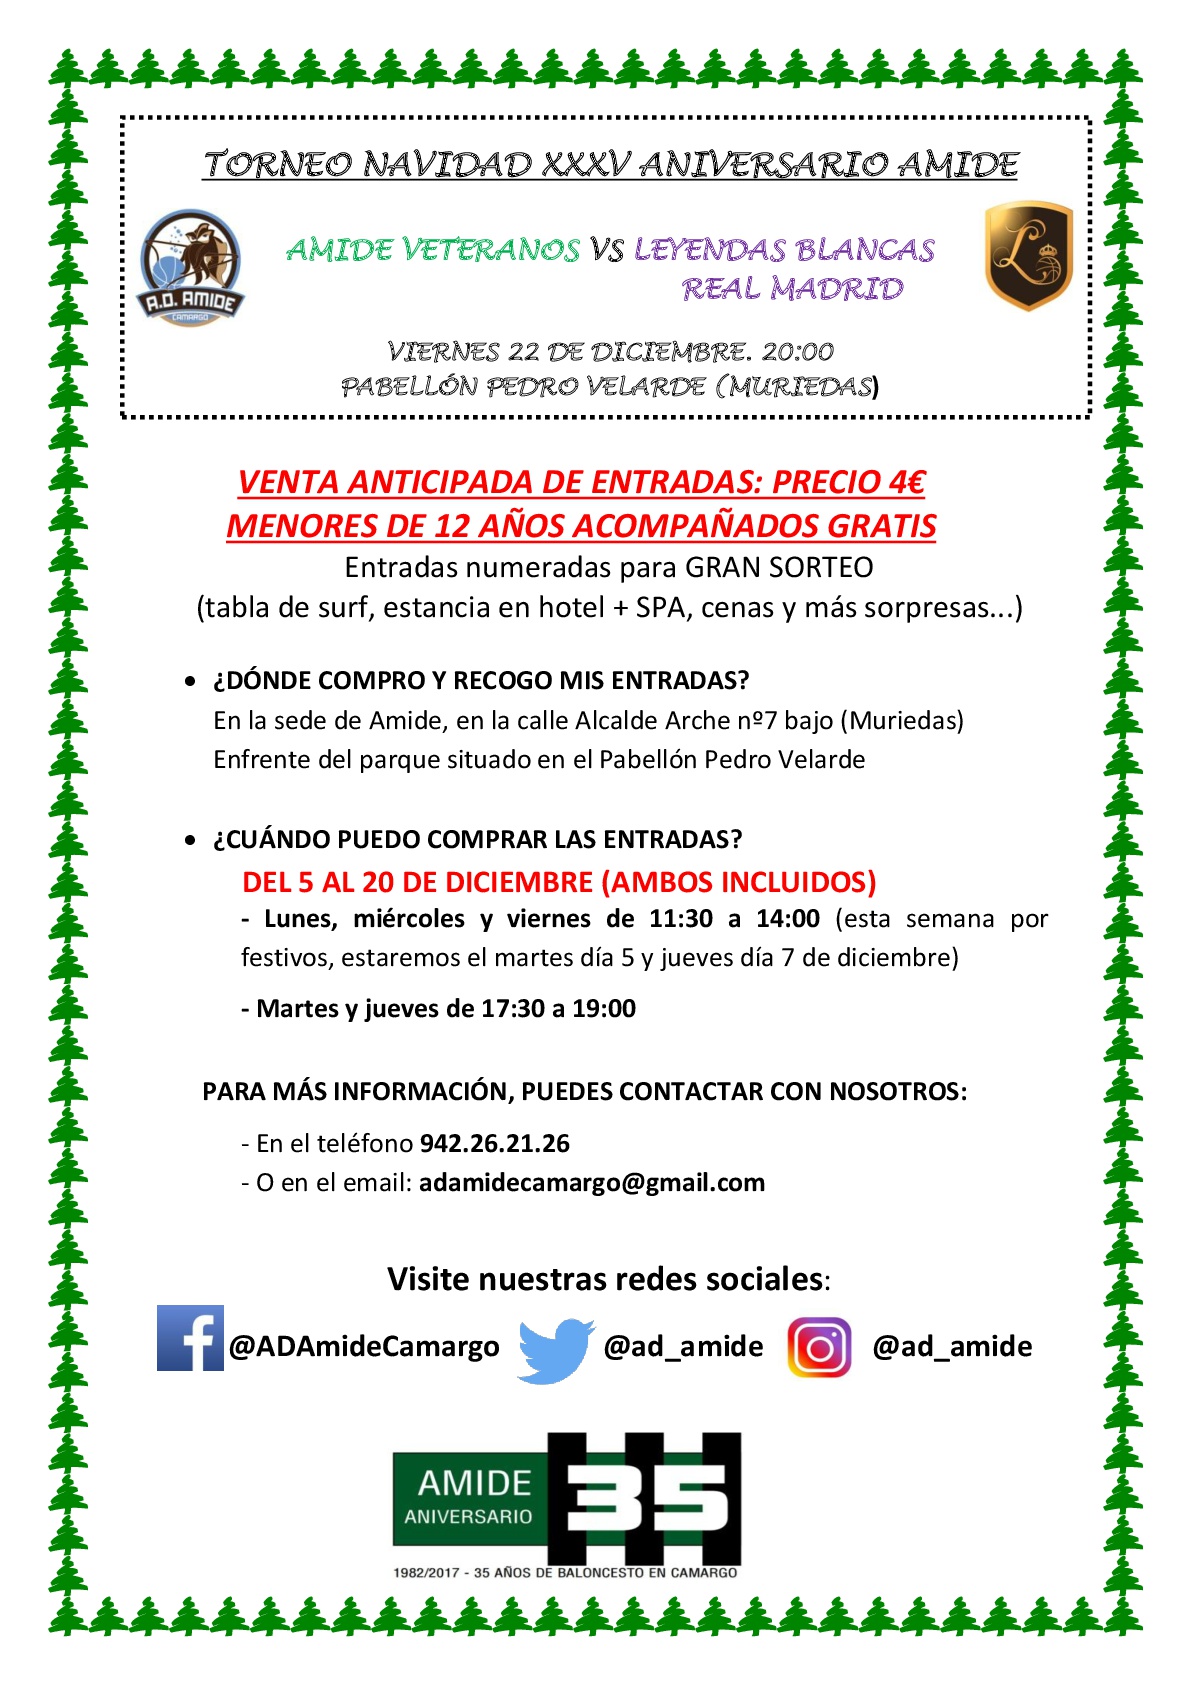 TORNEO NAVIDAD XXXV ANIVERSARIO AMIDE
AMIDE VETERANOS VS LEYENDAS BLANCAS
REAL MADRID
A.D. AMIDE
CAMARGO
L
VIERNES 22 DE DICIEMBRE. 20:00
PABELLÓN PEDRO VELARDE (MURIEDAS)
VENTA ANTICIPADA DE ENTRADAS: PRECIO 4€
MENORES DE 12 AÑOS ACOMPAÑADOS GRATIS
Entradas numeradas para GRAN SORTEO
(tabla de surf, estancia en hotel + SPA, cenas y más sorpresas...)
• ¿DÓNDE COMPRO Y RECOGO MIS ENTRADAS?
En la sede de Amide, en la calle Alcalde Arche nº7 bajo (Muriedas)
Enfrente del parque situado en el Pabellón Pedro Velarde
• ¿CUÁNDO PUEDO COMPRAR LAS ENTRADAS?
DEL 5 AL 20 DE DICIEMBRE (AMBOS INCLUIDOS)
- Lunes, miércoles y viernes de 11:30 a 14:00 (esta semana por
festivos, estaremos el martes día 5 y jueves día 7 de diciembre)
- Martes y jueves de 17:30 a 19:00
PARA MÁS INFORMACIÓN, PUEDES CONTACTAR CON NOSOTROS:
- En el teléfono 942.26.21.26
- O en el email: adamidecamargo@gmail.com
Visite nuestras redes sociales:
f @ADAmideCamargo @ad_amide @ad_amide
AMIDE 35
ANIVERSARIO
1982/2017 - 35 AÑOS DE BALONCESTO EN CAMARGO